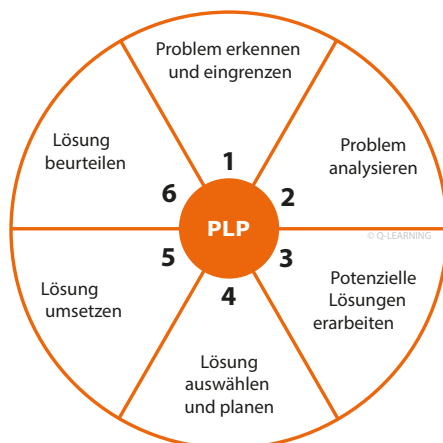 Problem erkennen
und eingrenzen
1
Problem
analysieren
2
© Q-LEARNING
3
Potenzielle
Lösungen
erarbeiten
4
Lösung
auswählen
und planen
5
Lösung
umsetzen
6
Lösung
beurteilen
PLP